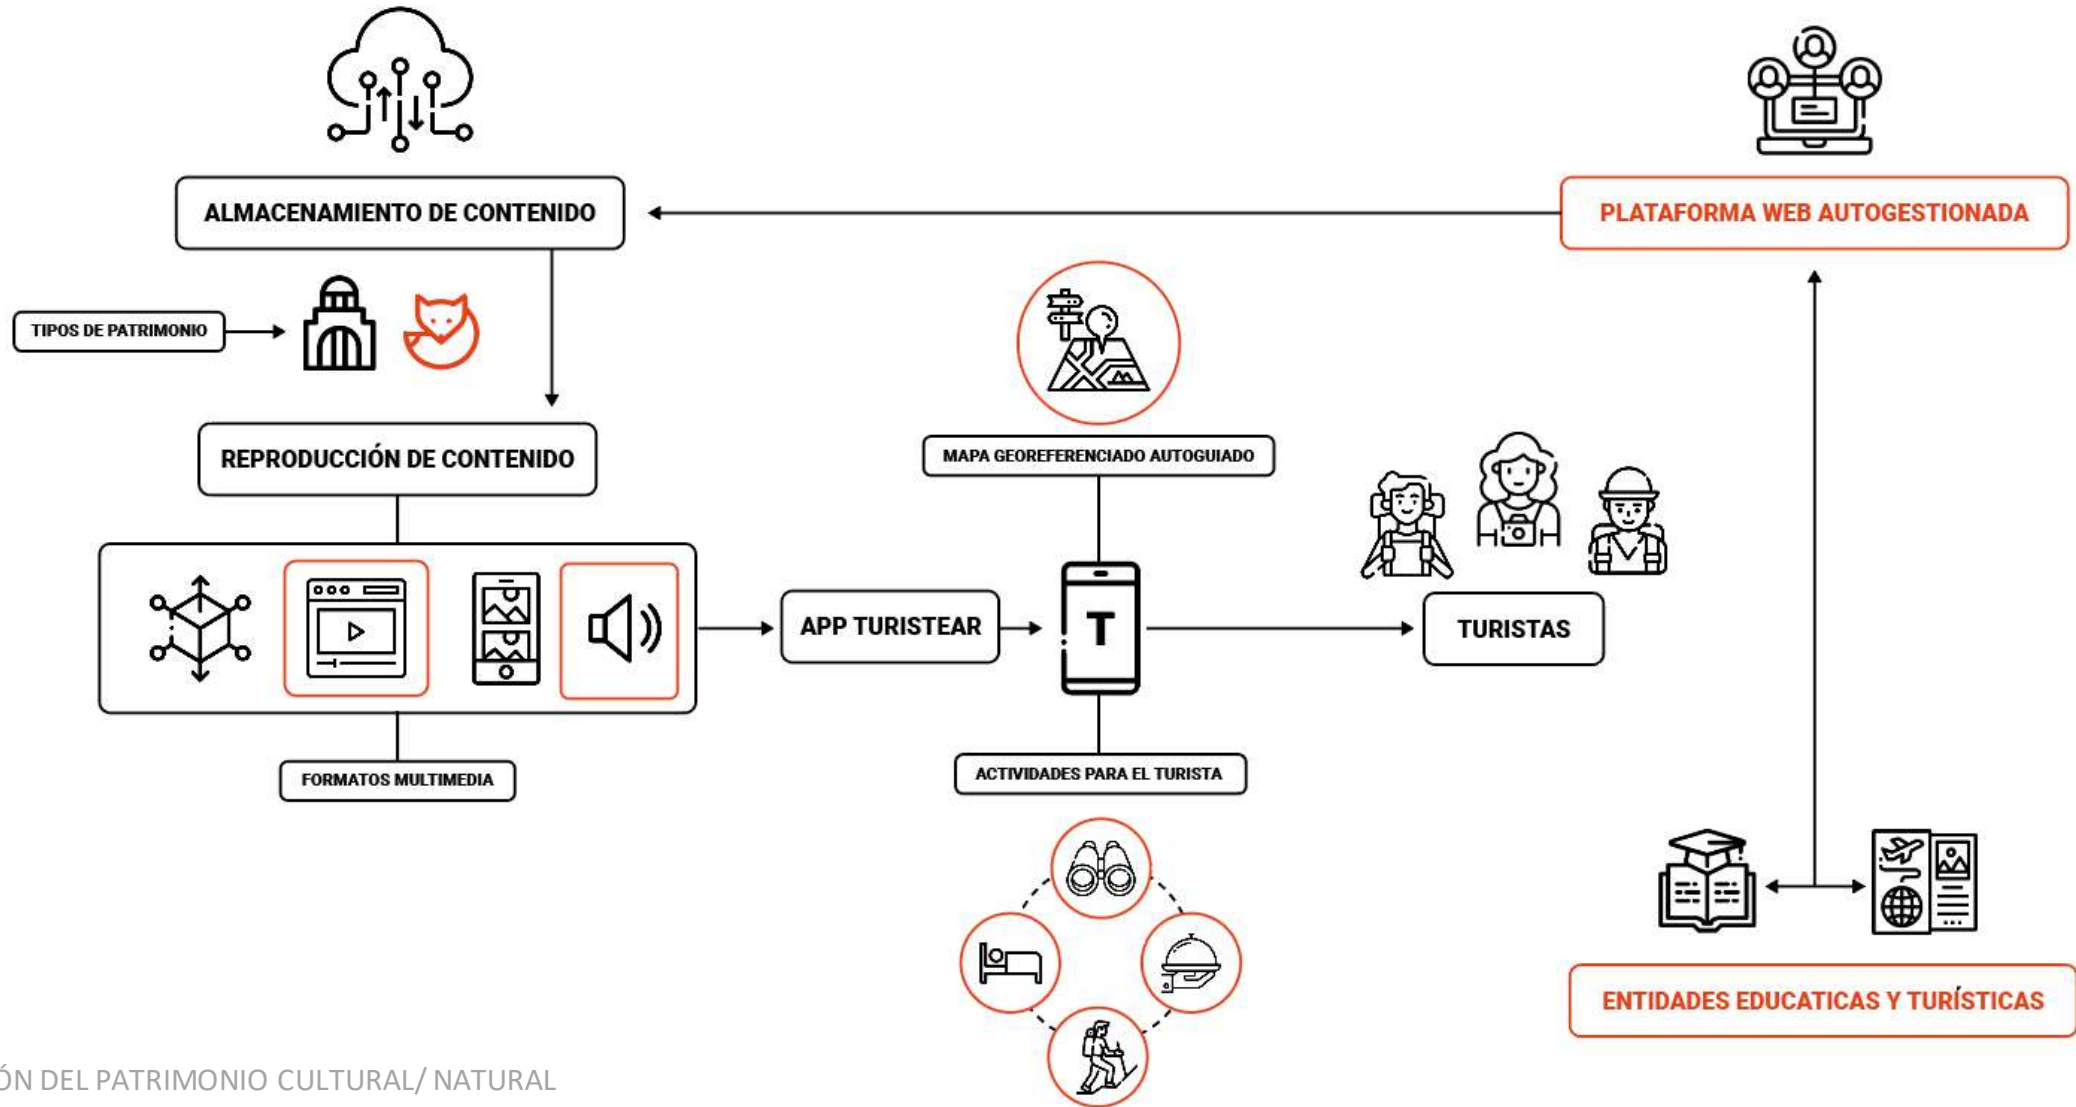 ALMACENAMIENTO DE CONTENIDO
PLATAFORMA WEB AUTOGESTIONADA
TIPOS DE PATRIMONIO
REPRODUCCIÓN DE CONTENIDO
MAPA GEOREFERENCIADO AUTOGUIADO
APP TURISTEAR
T
TURISTAS
FORMATOS MULTIMEDIA
ACTIVIDADES PARA EL TURISTA
ENTIDADES EDUCATICAS Y TURÍSTICAS
ÓN DEL PATRIMONIO CULTURAL/ NATURAL